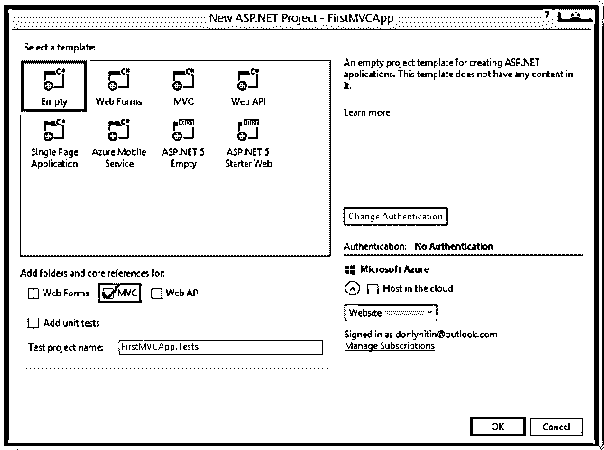 New ASP.NET Project - FirstMVCApp
?
Select a template:
C# C# C# C#
Empty Web Forms MVC Web API
Single Page Application
Azure Mobile Service
ASP.NET 5 Empty
ASP.NET 5 Starter Web
An empty project template for creating ASP.NET
applications. This template does not have any content in
it.
Learn more
Change Authentication
Authentication: No Authentication
Add folders and core references for:
Web Forms MVC Web API
Add unit tests
Test project name: FirstMVCApp.Tests
Microsoft Azure
Host in the cloud
Website
Signed in as
Manage Subscriptions
OK Cancel